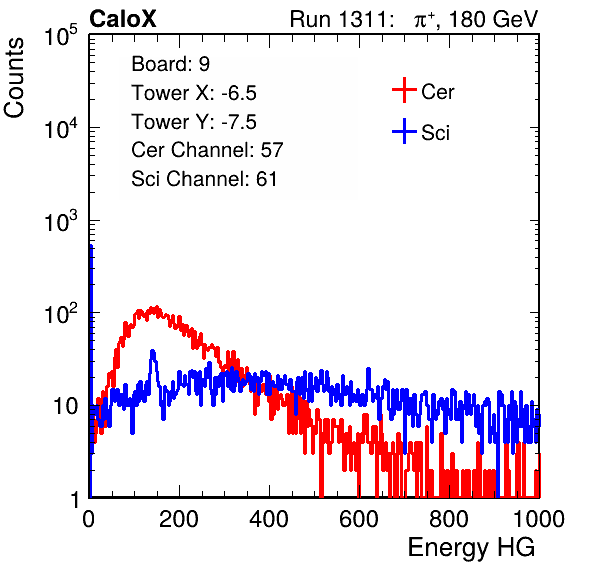 CaloX Run 1311: π⁺, 180 GeV
Counts
10⁵
10⁴
10³
10²
10
1
Board: 9
Tower X: -6.5
Tower Y: -7.5
Cer Channel: 57
Sci Channel: 61
Cer
Sci
0 200 400 600 800 1000
Energy HG